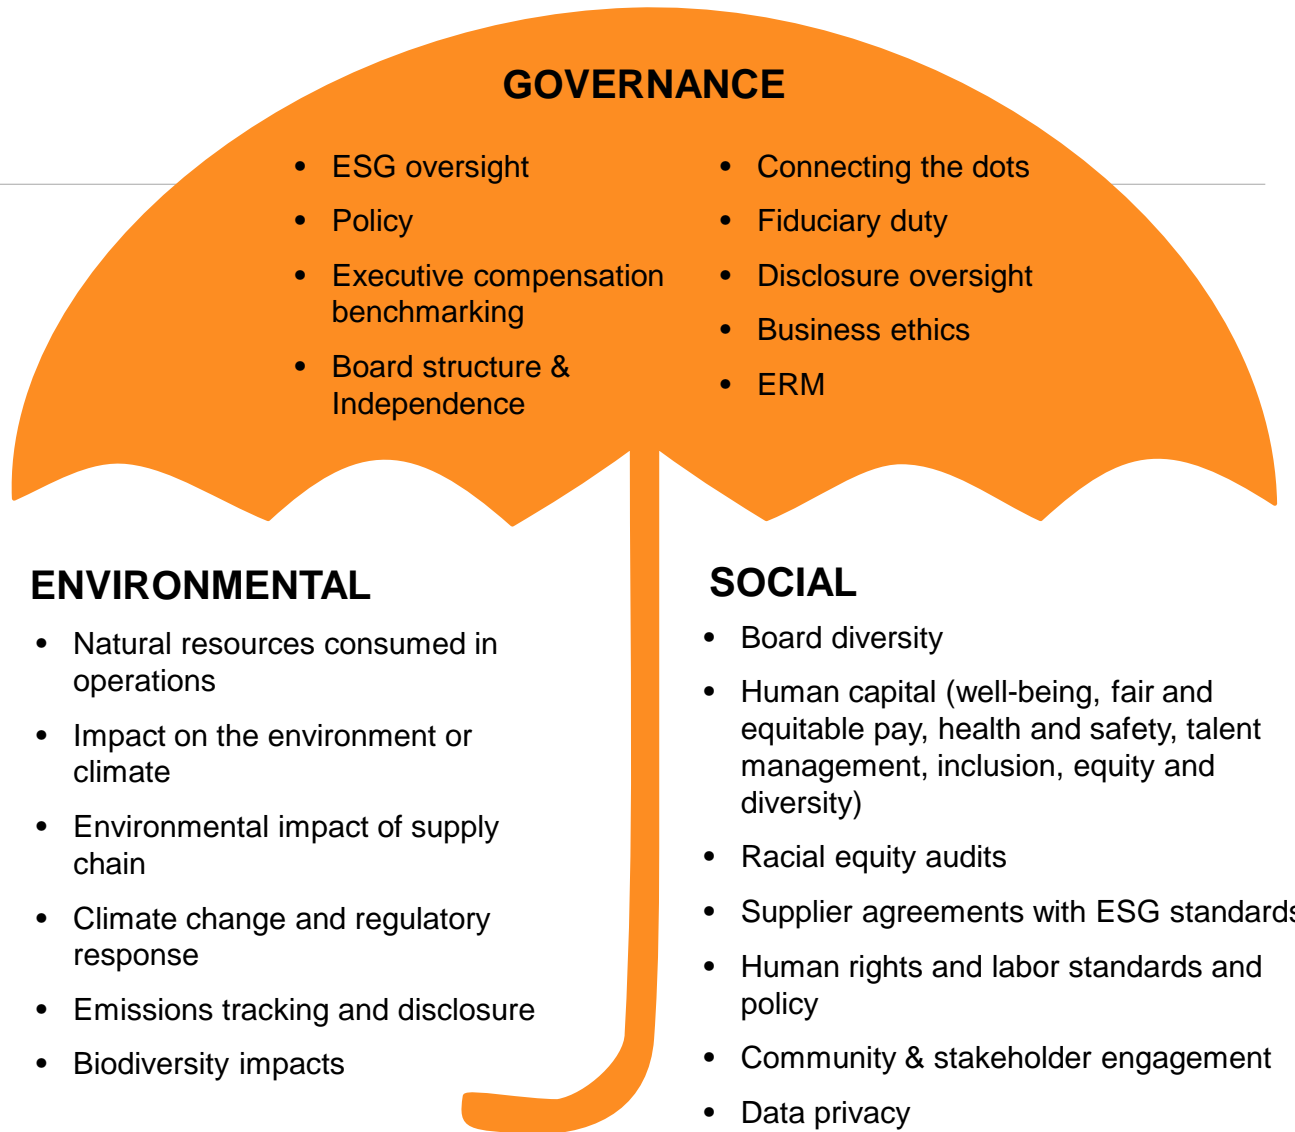 GOVERNANCE
• ESG oversight
• Policy
• Executive compensation
benchmarking
• Board structure &
Independence
• Connecting the dots
• Fiduciary duty
• Disclosure oversight
• Business ethics
• ERM
ENVIRONMENTAL
• Natural resources consumed in
operations
• Impact on the environment or
climate
• Environmental impact of supply
chain
• Climate change and regulatory
response
• Emissions tracking and disclosure
• Biodiversity impacts
SOCIAL
• Board diversity
• Human capital (well-being, fair and
equitable pay, health and safety, talent
management, inclusion, equity and
diversity)
• Racial equity audits
• Supplier agreements with ESG standards
• Human rights and labor standards and
policy
• Community & stakeholder engagement
• Data privacy